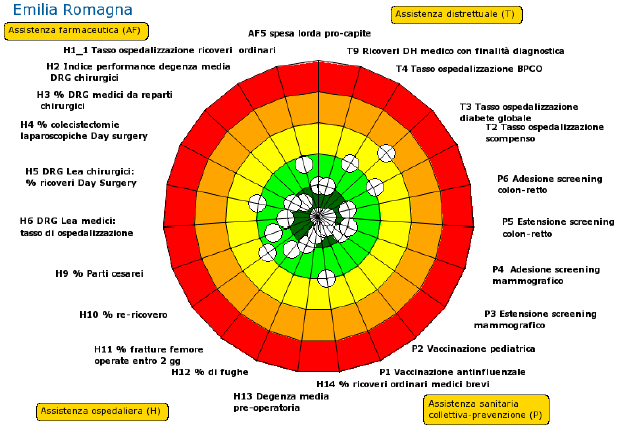 Emilia Romagna
Assistenza farmaceutica (AF)
Assistenza distrettuale (T)
AF5 spesa lorda pro-capite
H1_1 Tasso ospedalizzazione ricoveri ordinari
T9 Ricoveri DH medico con finalità diagnostica
H2 Indice performance degenza media
DRG chirurgici
T4 Tasso ospedalizzazione BPCO
H3 % DRG medici da reparti
chirurgici
T3 Tasso ospedalizzazione
diabete globale
H4 % colecistectomie
laparoscopiche Day surgery
T2 Tasso ospedalizzazione
scompenso
H5 DRG Lea chirurgici:
% ricoveri Day Surgery
P6 Adesione screening
colon-retto
H6 DRG Lea medici:
tasso di ospedalizzazione
P5 Estensione screening
colon-retto
H9 % Parti cesarei
P4 Adesione screening
mammografico
H10 % re-ricovero
P3 Estensione screening
mammografico
H11 % fratture femore
operate entro 2 gg
P2 Vaccinazione pediatrica
H12 % di fughe
P1 Vaccinazione antinfluenzale
H14 % ricoveri ordinari medici brevi
H13 Degenza media
pre-operatoria
Assistenza ospedaliera (H)
Assistenza sanitaria
collettiva-prevenzione (P)